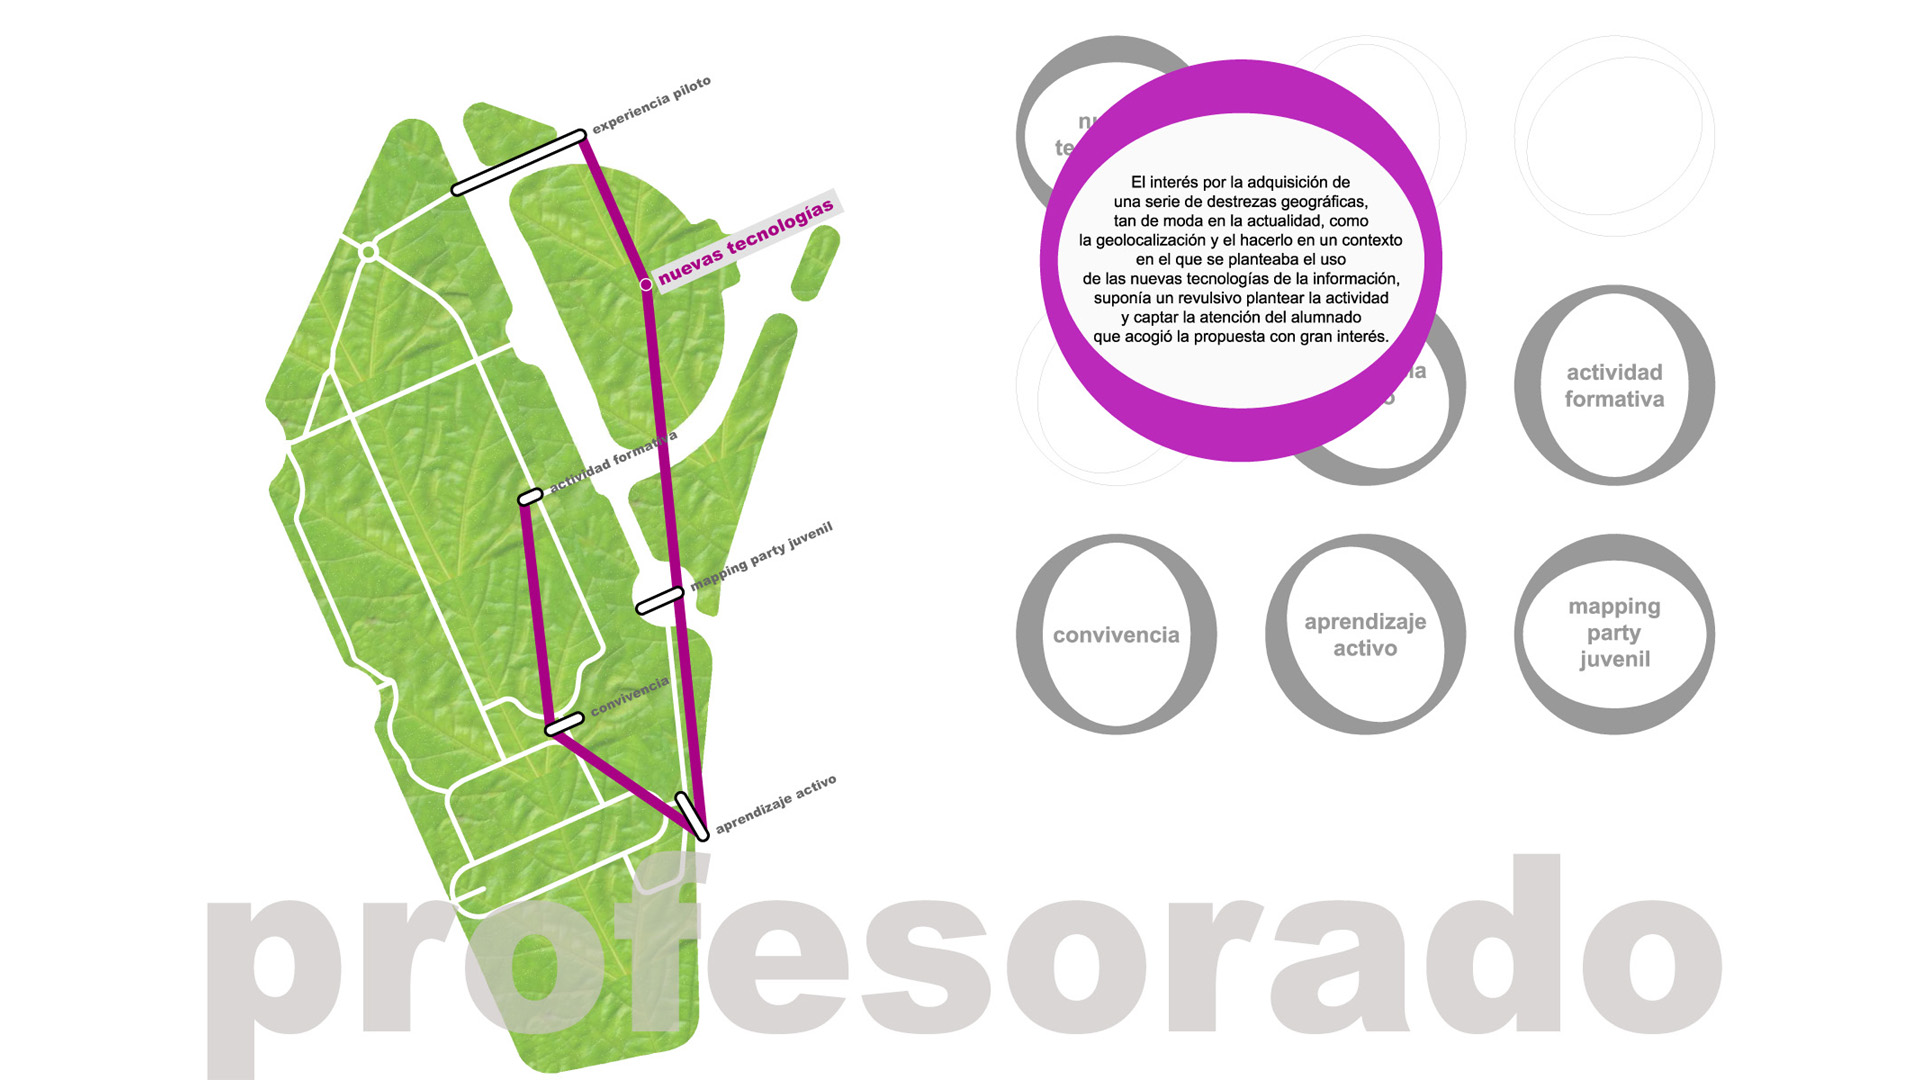 experiencia piloto
nuevas tecnologías
actividad formativa
mapping party juvenil
convivencia
aprendizaje activo
El interés por la adquisición de
una serie de destrezas geográficas,
tan de moda en la actualidad, como
la geolocalización y el hacerlo en un contexto
en el que se planteaba el uso
de las nuevas tecnologías de la información,
suponía un revulsivo plantear la actividad
y captar la atención del alumnado
que acogió la propuesta con gran interés.
actividad
formativa
convivencia
aprendizaje
activo
mapping
party
juvenil
profesorado